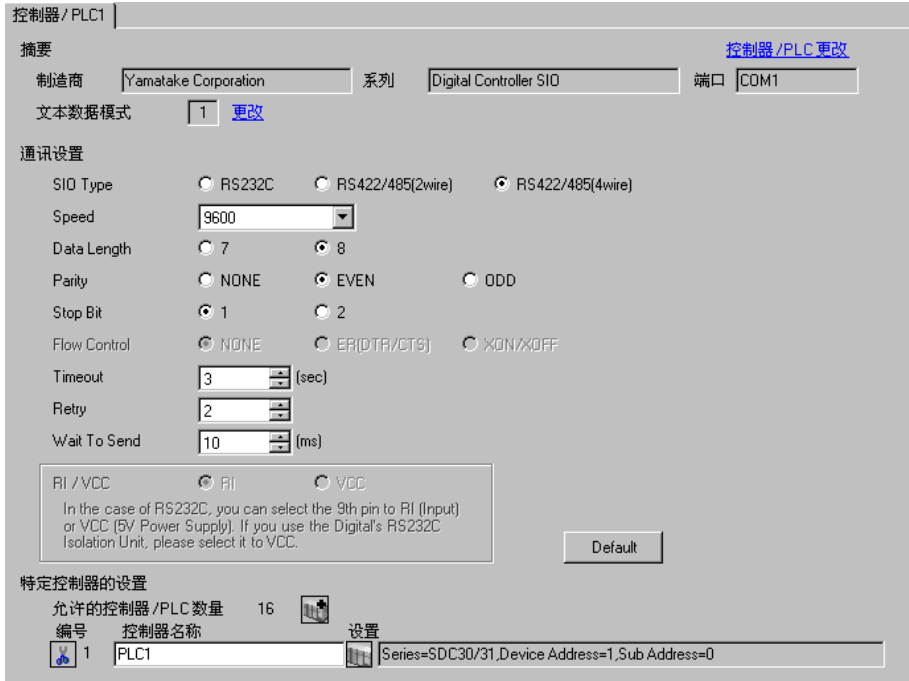 控制器/PLC1
摘要 控制器/PLC更改
制造商 Yamatake Corporation 系列 Digital Controller SIO 端口 COM1
文本数据模式 1 更改
通讯设置
SIO Type RS232C RS422/485(2wire) RS422/485(4wire)
Speed 9600
Data Length 7 8
Parity NONE EVEN ODD
Stop Bit 1 2
Flow Control NONE ER(DTR/CTS) XON/XOFF
Timeout 3 (sec)
Retry 2
Wait To Send 10 (ms)
RI / VCC RI VCC
In the case of RS232C, you can select the 9th pin to RI (Input)
or VCC (5V Power Supply). If you use the Digital's RS232C
Isolation Unit, please select it to VCC.
Default
特定控制器的设置
允许的控制器/PLC数量 16
编号 控制器名称 设置
1 PLC1 Series=SDC30/31,Device Address=1,Sub Address=0